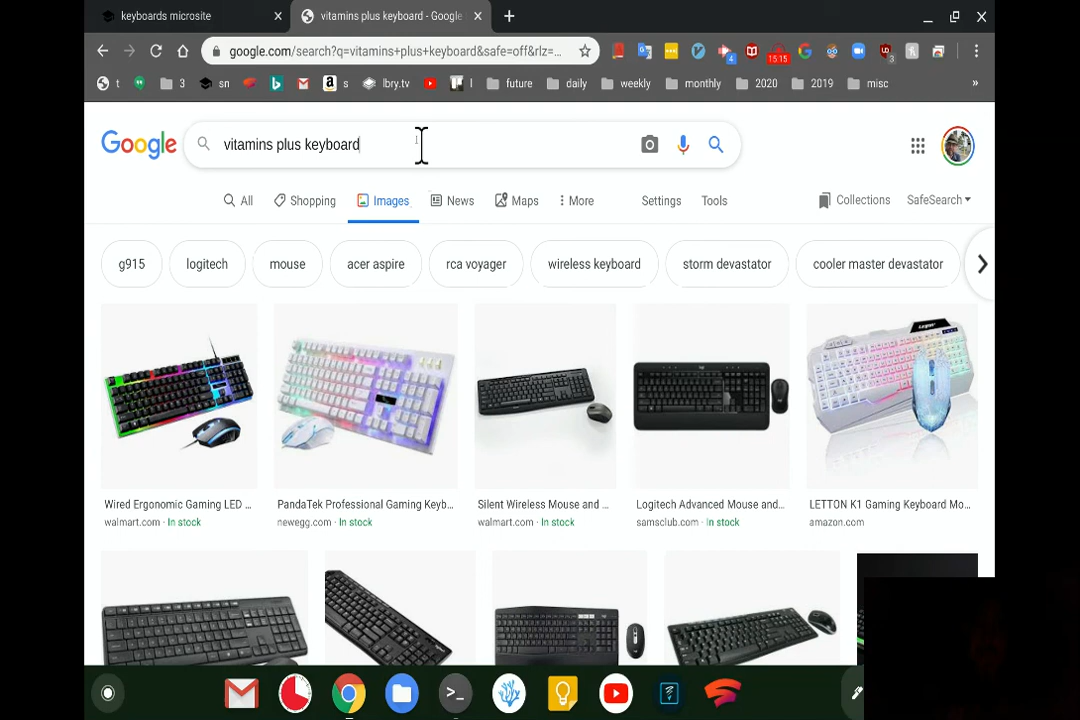 keyboards microsite
vitamins plus keyboard - Google
google.com/search?q=vitamins+plus+keyboard&safe=off&rlz=...
4
15:15
3
t
3
sn
s
lbry.tv
l
future
daily
weekly
monthly
2020
2019
misc
»
Google
vitamins plus keyboard
All
Shopping
Images
News
Maps
More
Settings
Tools
Collections
SafeSearch
g915
logitech
mouse
acer aspire
rca voyager
wireless keyboard
storm devastator
cooler master devastator
Wired Ergonomic Gaming LED ...
walmart.com · In stock
PandaTek Professional Gaming Keyb...
newegg.com · In stock
Silent Wireless Mouse and ...
walmart.com · In stock
Logitech Advanced Mouse and...
samsclub.com · In stock
LETTON K1 Gaming Keyboard Mo...
amazon.com